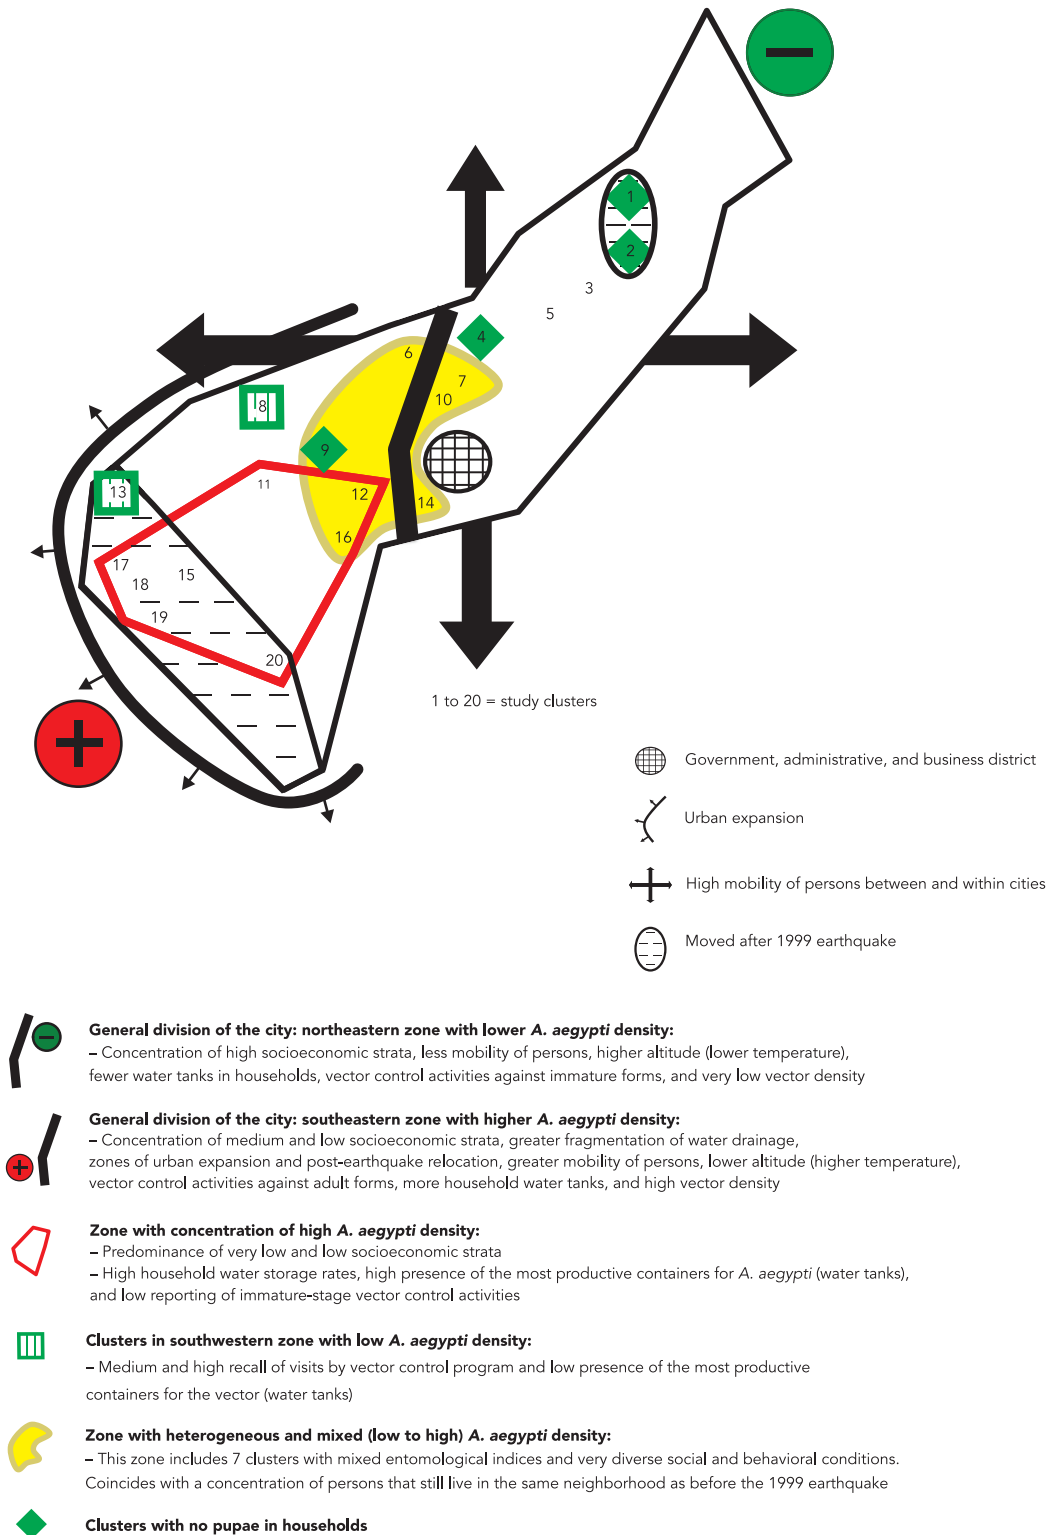 1
2
3
5
4
6
7
10
8
9
11
12
13
14
16
17
15
18
19
20
1 to 20 = study clusters
Government, administrative, and business district
Urban expansion
High mobility of persons between and within cities
Moved after 1999 earthquake
General division of the city: northeastern zone with lower A. aegypti density:
– Concentration of high socioeconomic strata, less mobility of persons, higher altitude (lower temperature),
fewer water tanks in households, vector control activities against immature forms, and very low vector density
General division of the city: southeastern zone with higher A. aegypti density:
– Concentration of medium and low socioeconomic strata, greater fragmentation of water drainage,
zones of urban expansion and post-earthquake relocation, greater mobility of persons, lower altitude (higher temperature),
vector control activities against adult forms, more household water tanks, and high vector density
Zone with concentration of high A. aegypti density:
– Predominance of very low and low socioeconomic strata
– High household water storage rates, high presence of the most productive containers for A. aegypti (water tanks),
and low reporting of immature-stage vector control activities
Clusters in southwestern zone with low A. aegypti density:
– Medium and high recall of visits by vector control program and low presence of the most productive
containers for the vector (water tanks)
Zone with heterogeneous and mixed (low to high) A. aegypti density:
– This zone includes 7 clusters with mixed entomological indices and very diverse social and behavioral conditions.
Coincides with a concentration of persons that still live in the same neighborhood as before the 1999 earthquake
Clusters with no pupae in households